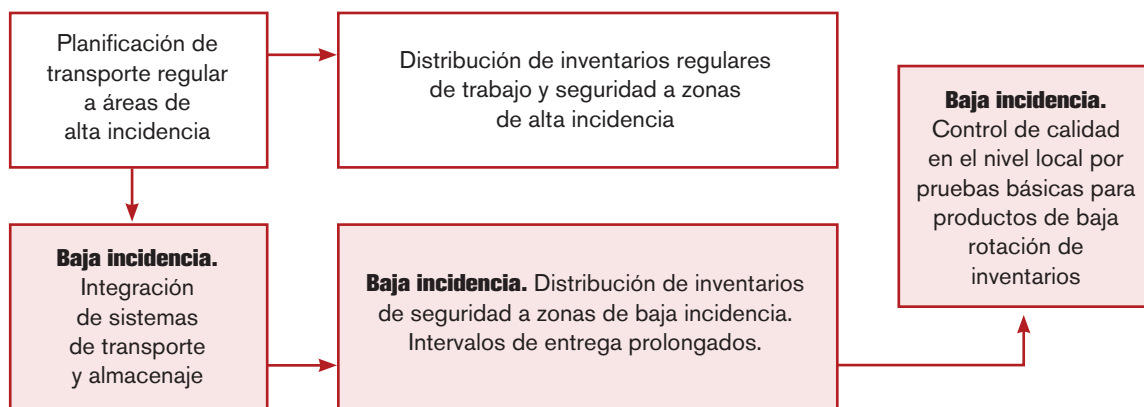 Planificación de
transporte regular
a áreas de
alta incidencia
Distribución de inventarios regulares
de trabajo y seguridad a zonas
de alta incidencia
Baja incidencia.
Control de calidad
en el nivel local por
pruebas básicas para
productos de baja
rotación de
inventarios
Baja incidencia.
Integración
de sistemas
de transporte
y almacenaje
Baja incidencia. Distribución de inventarios
de seguridad a zonas de baja incidencia.
Intervalos de entrega prolongados.